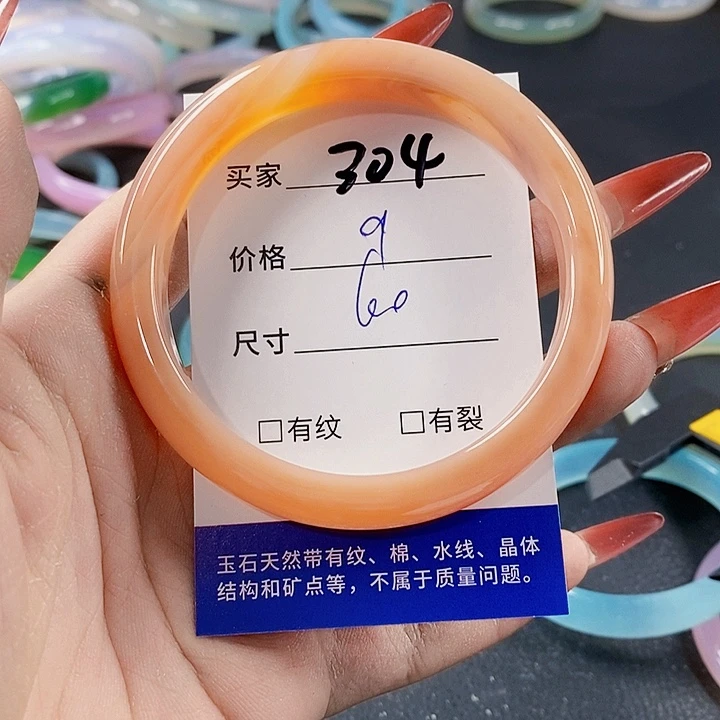 买家 304
价格 9
尺寸 60
□有纹 □有裂
玉石天然带有纹、棉、水线、晶体
结构和矿点等，不属于质量问题。